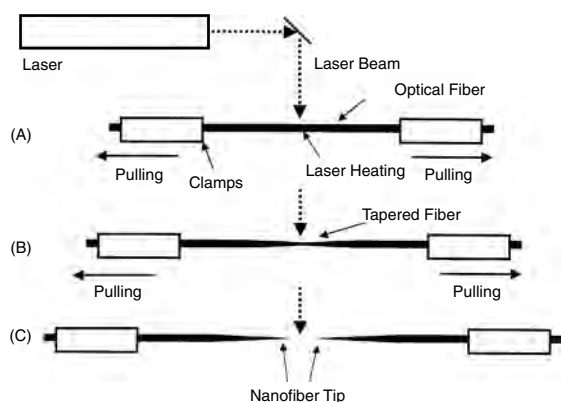 Laser
Laser Beam
Optical Fiber
(A)
Pulling
Clamps
Laser Heating
Pulling
Tapered Fiber
(B)
Pulling
Pulling
(C)
Nanofiber Tip